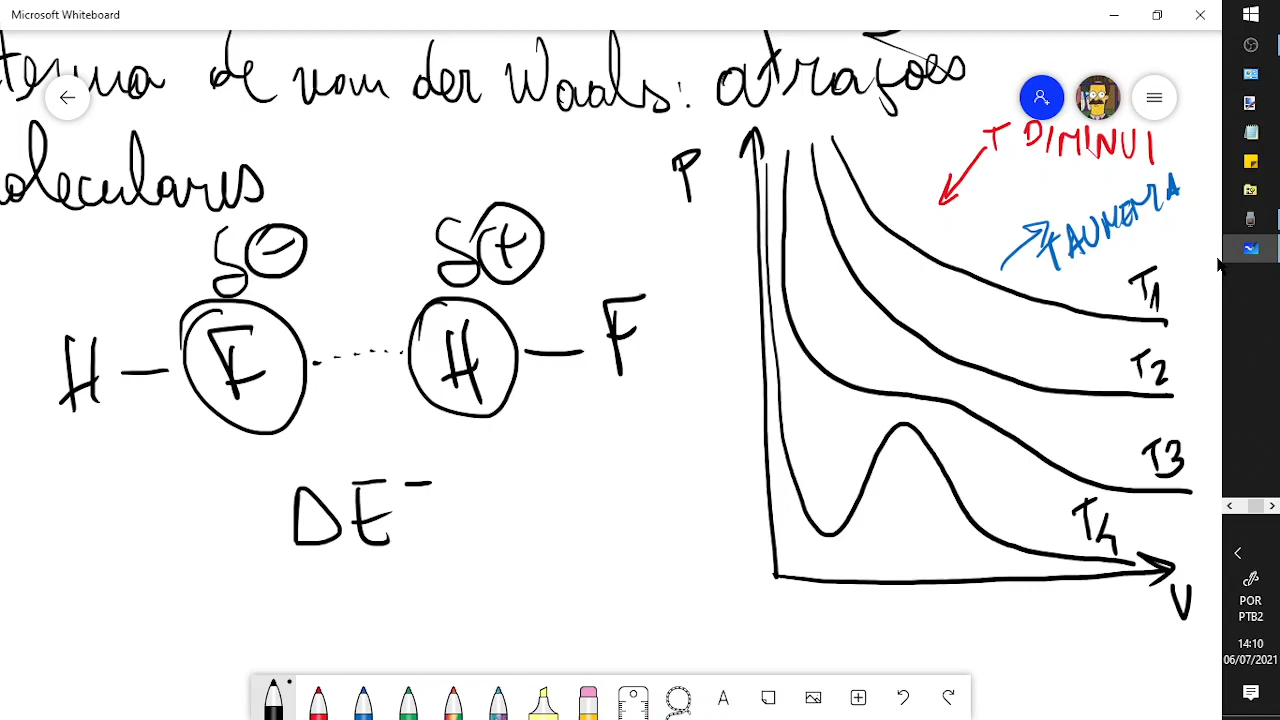 Microsoft Whiteboard
de van der Waals: atrações
oleculares
P
T DIMINUI
T AUMENTA
δ− δ+
H — F ..... H — F
DE−
T1
T2
T3
T4
V
A
POR
PTB2
14:10
06/07/2021